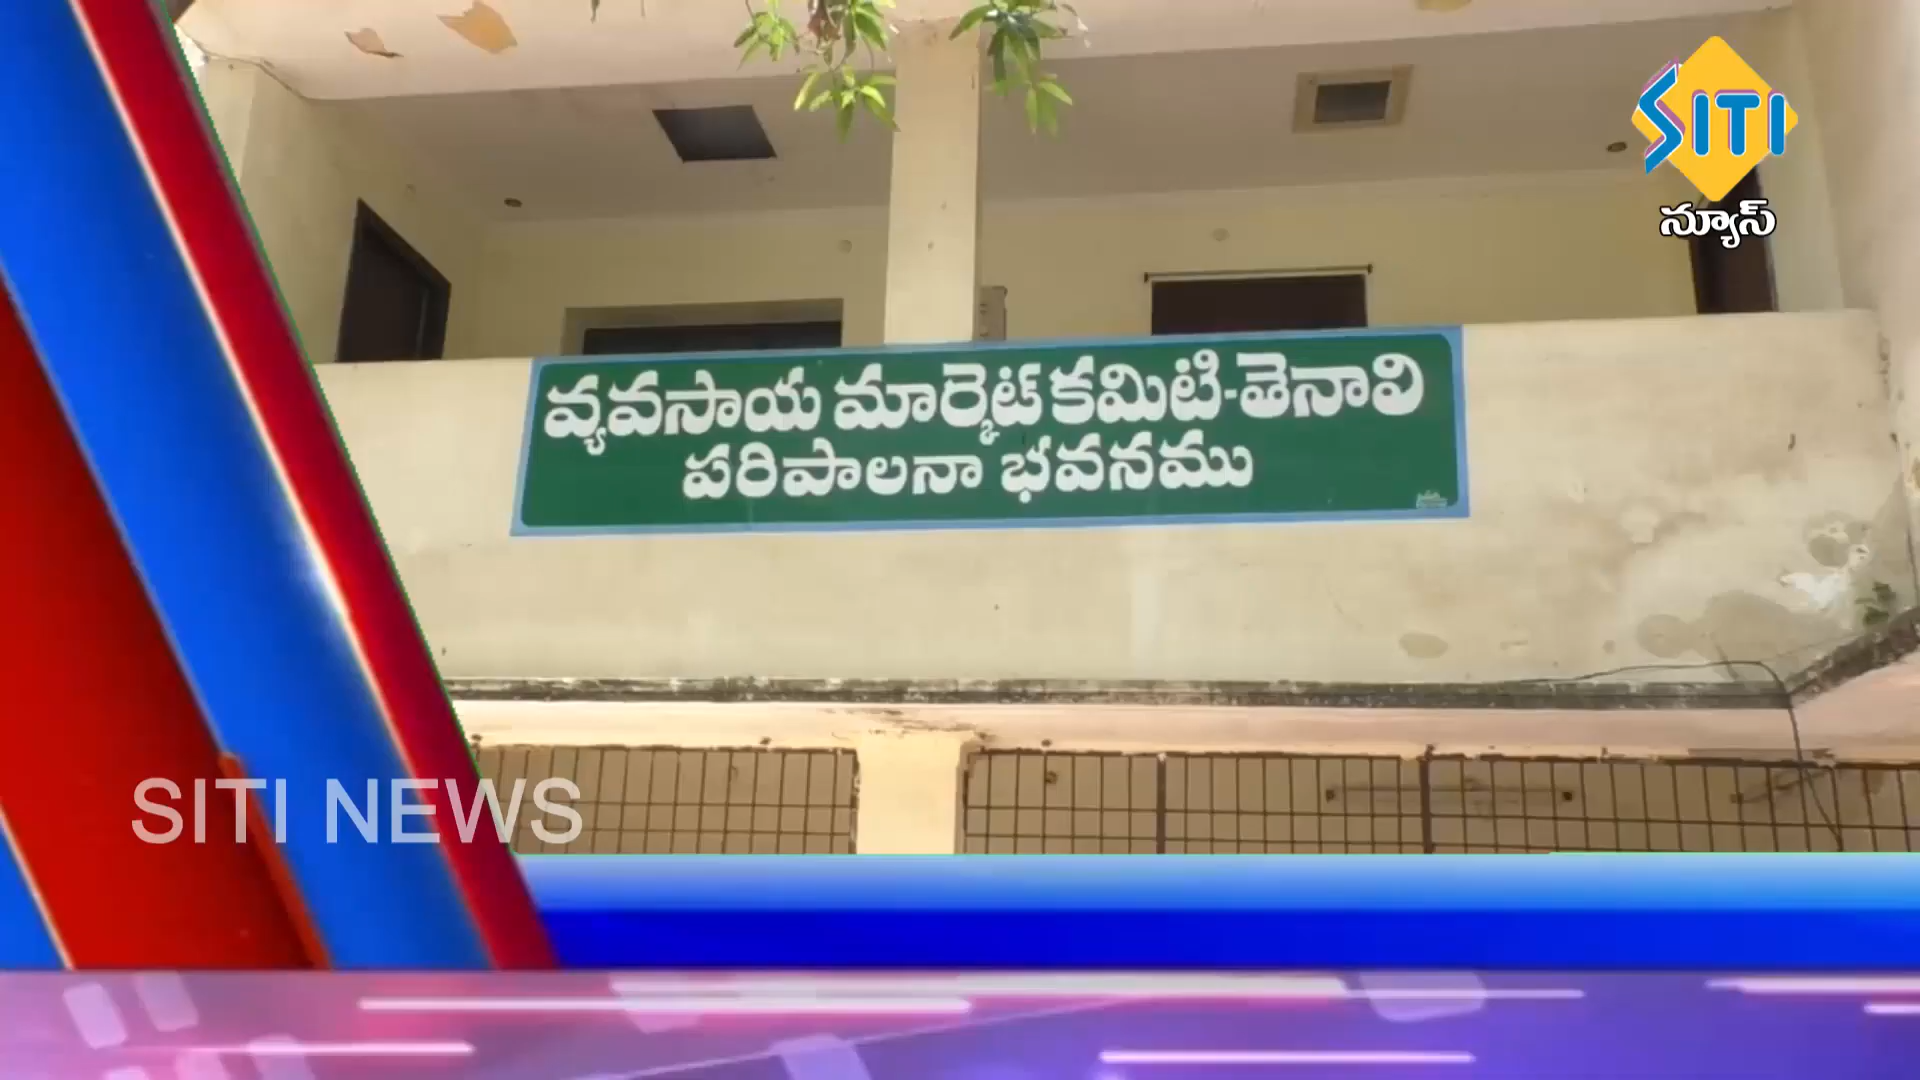 SITI
న్యూస్
వ్యవసాయ మార్కెట్ కమిటి-తెనాలి
పరిపాలనా భవనము
SITI NEWS